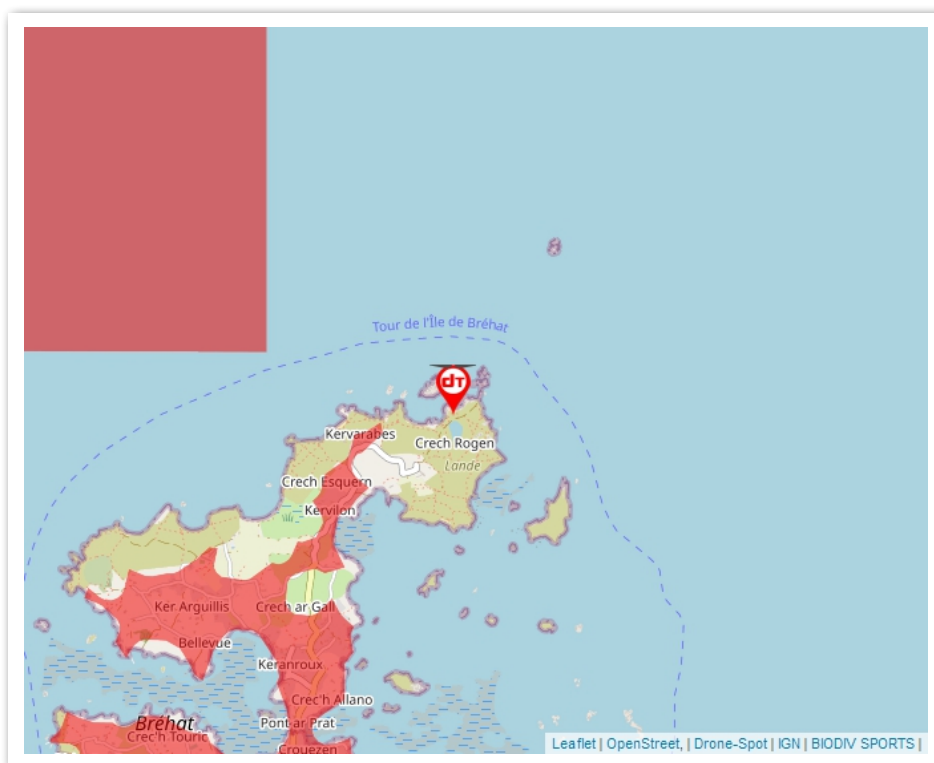 Tour de l'Île de Bréhat
dT
Kervarabes
Crech Rogen
Lande
Crech Esquern
Kervilon
Ker Arguillis
Crech ar Gall
Bellevue
Keranroux
Crec'h Allano
Bréhat
Pont ar Prat
Crec'h Touric
Crouezen
Leaflet | OpenStreet, | Drone-Spot | IGN | BIODIV SPORTS |